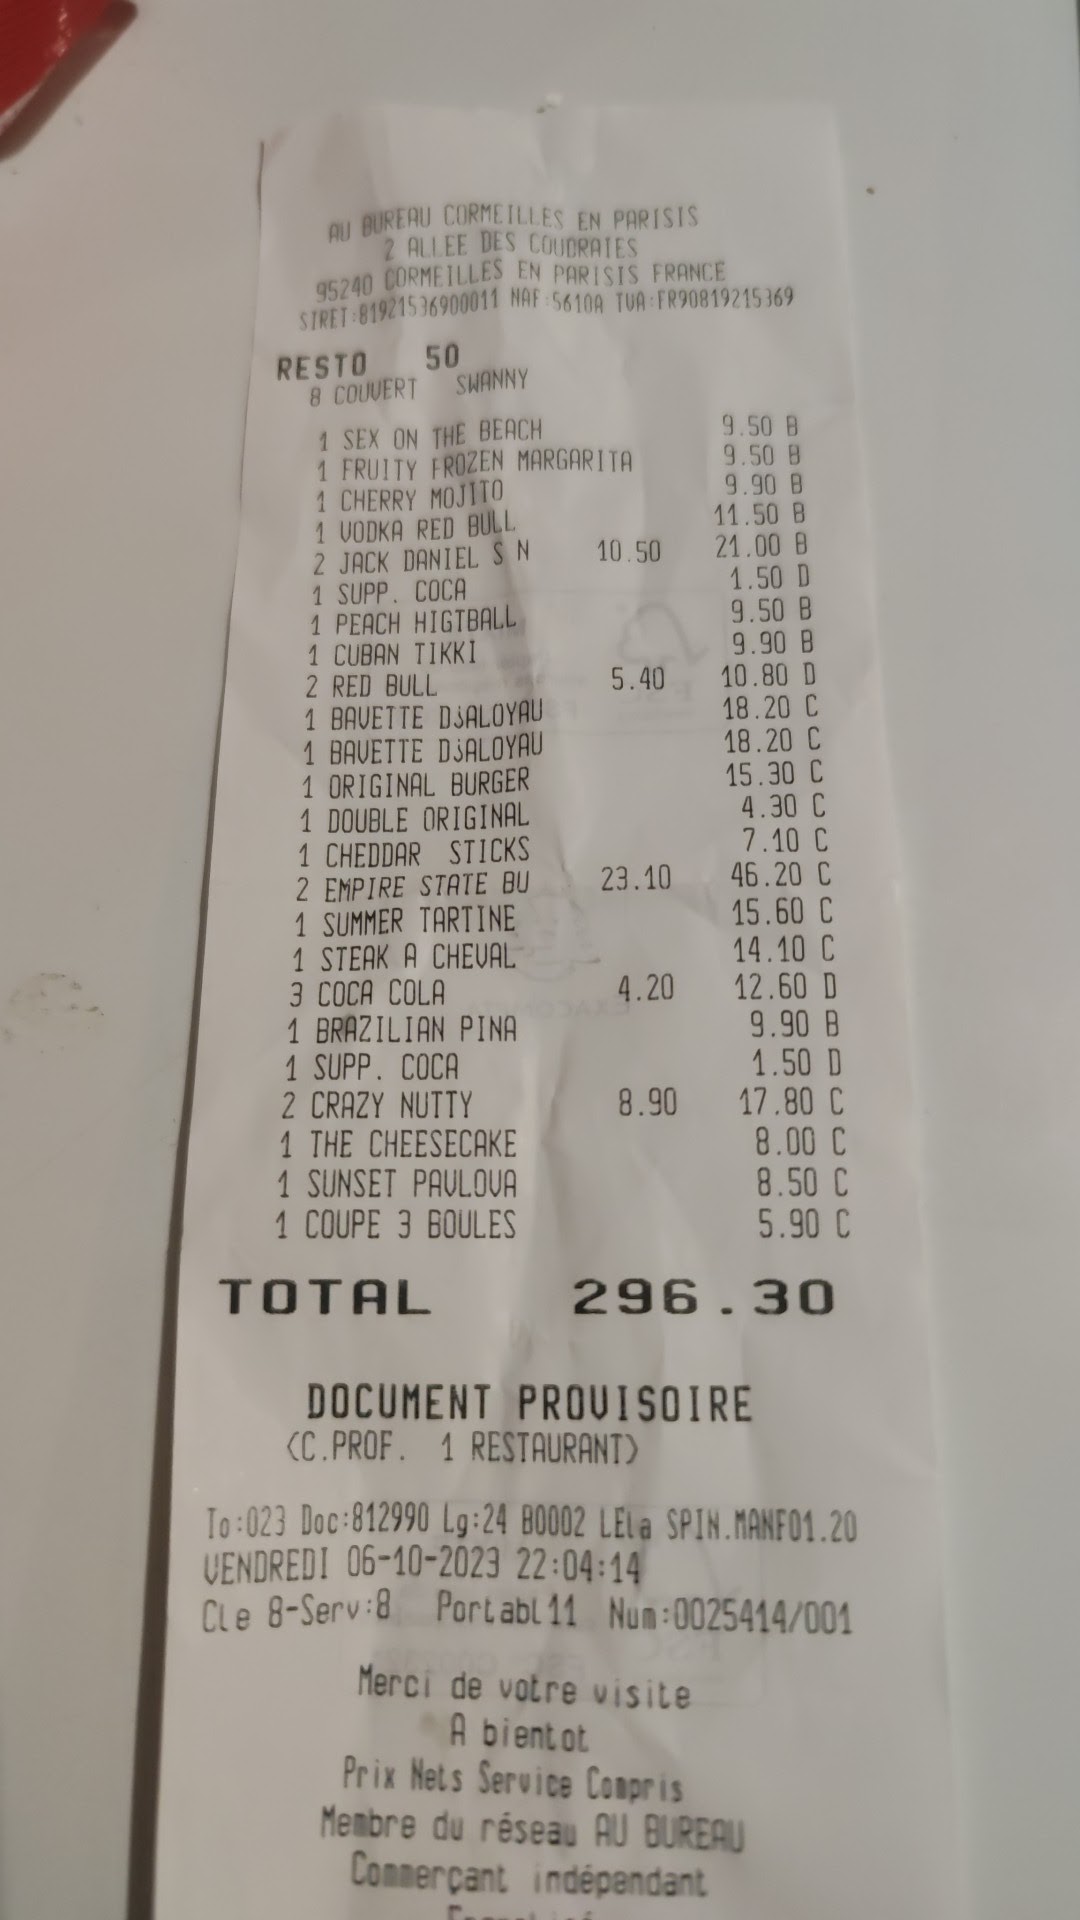 AU BUREAU CORMEILLES EN PARISIS
2 ALLEE DES COUDRAIES
95240 CORMEILLES EN PARISIS FRANCE
SIRET:81921536900011 NAF:5610A TVA:FR90819215369
RESTO 50
8 COUVERT SWANNY
1 SEX ON THE BEACH 9.50 B
1 FRUITY FROZEN MARGARITA 9.50 B
1 CHERRY MOJITO 9.90 B
1 VODKA RED BULL 11.50 B
2 JACK DANIEL S N 10.50 21.00 B
1 SUPP. COCA 1.50 D
1 PEACH HIGTBALL 9.50 B
1 CUBAN TIKKI 9.90 B
2 RED BULL 5.40 10.80 D
1 BAVETTE DjALOYAU 18.20 C
1 BAVETTE DjALOYAU 18.20 C
1 ORIGINAL BURGER 15.30 C
1 DOUBLE ORIGINAL 4.30 C
1 CHEDDAR STICKS 7.10 C
2 EMPIRE STATE BU 23.10 46.20 C
1 SUMMER TARTINE 15.60 C
1 STEAK A CHEVAL 14.10 C
3 COCA COLA 4.20 12.60 D
1 BRAZILIAN PINA 9.90 B
1 SUPP. COCA 1.50 D
2 CRAZY NUTTY 8.90 17.80 C
1 THE CHEESECAKE 8.00 C
1 SUNSET PAVLOVA 8.50 C
1 COUPE 3 BOULES 5.90 C
TOTAL 296.30
DOCUMENT PROVISOIRE
(C.PROF. 1 RESTAURANT)
To:023 Doc:812990 Lg:24 B0002 LEla SPIN.MANF01.20
VENDREDI 06-10-2023 22:04:14
Cle 8-Serv:8 Portabl11 Num:0025414/001
Merci de votre visite
A bientot
Prix Nets Service Compris
Membre du réseau AU BUREAU
Commerçant indépendant